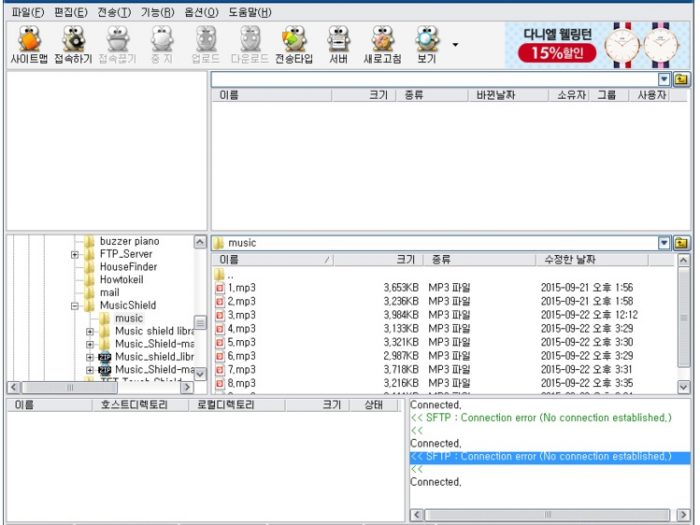 파일(F) 편집(E) 전송(T) 기능(R) 옵션(O) 도움말(H)
사이트맵 접속하기 접속끊기 중 지 업로드 다운로드 전송타입 서버 새로고침 보기
다니엘 웰링턴
15%할인
이름 크기 종류 바뀐날짜 소유자 그룹 사용자
buzzer piano
FTP_Server
HouseFinder
Howtokeil
mail
MusicShield
music
Music shield libra
Music_Shield-ma
Music_shield_libr
Music_Shield-ma
music
이름 / 크기 종류 수정한 날짜
..
1.mp3 3,653KB MP3 파일 2015-09-21 오후 1:56
2.mp3 3,236KB MP3 파일 2015-09-21 오후 1:58
3.mp3 3,984KB MP3 파일 2015-09-22 오후 12:12
4.mp3 3,133KB MP3 파일 2015-09-22 오후 3:29
5.mp3 3,321KB MP3 파일 2015-09-22 오후 3:30
6.mp3 2,987KB MP3 파일 2015-09-22 오후 3:29
7.mp3 3,718KB MP3 파일 2015-09-22 오후 3:31
8.mp3 3,216KB MP3 파일 2015-09-22 오후 3:35
이름 호스트디렉토리 로컬디렉토리 크기 상태
Connected.
<< SFTP : Connection error (No connection established.)
<<
Connected.
<< SFTP : Connection error (No connection established.)
<<
Connected.